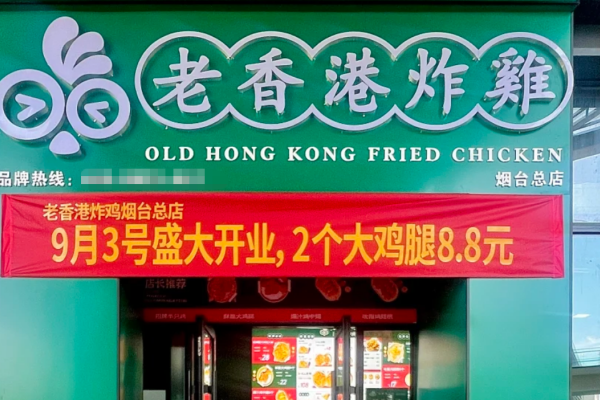 老香港炸雞
OLD HONG KONG FRIED CHICKEN
品牌热线:
烟台总店
老香港炸鸡烟台总店
9月3号盛大开业, 2个大鸡腿8.8元
店长推荐